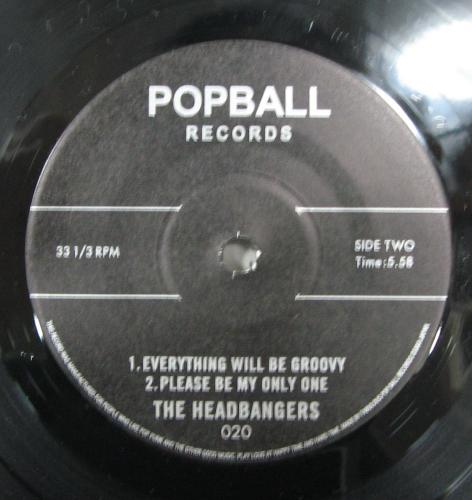 POPBALL
RECORDS
33 1/3 RPM
SIDE TWO
Time:5.58
1.EVERYTHING WILL BE GROOVY
2.PLEASE BE MY ONLY ONE
THE HEADBANGERS
020